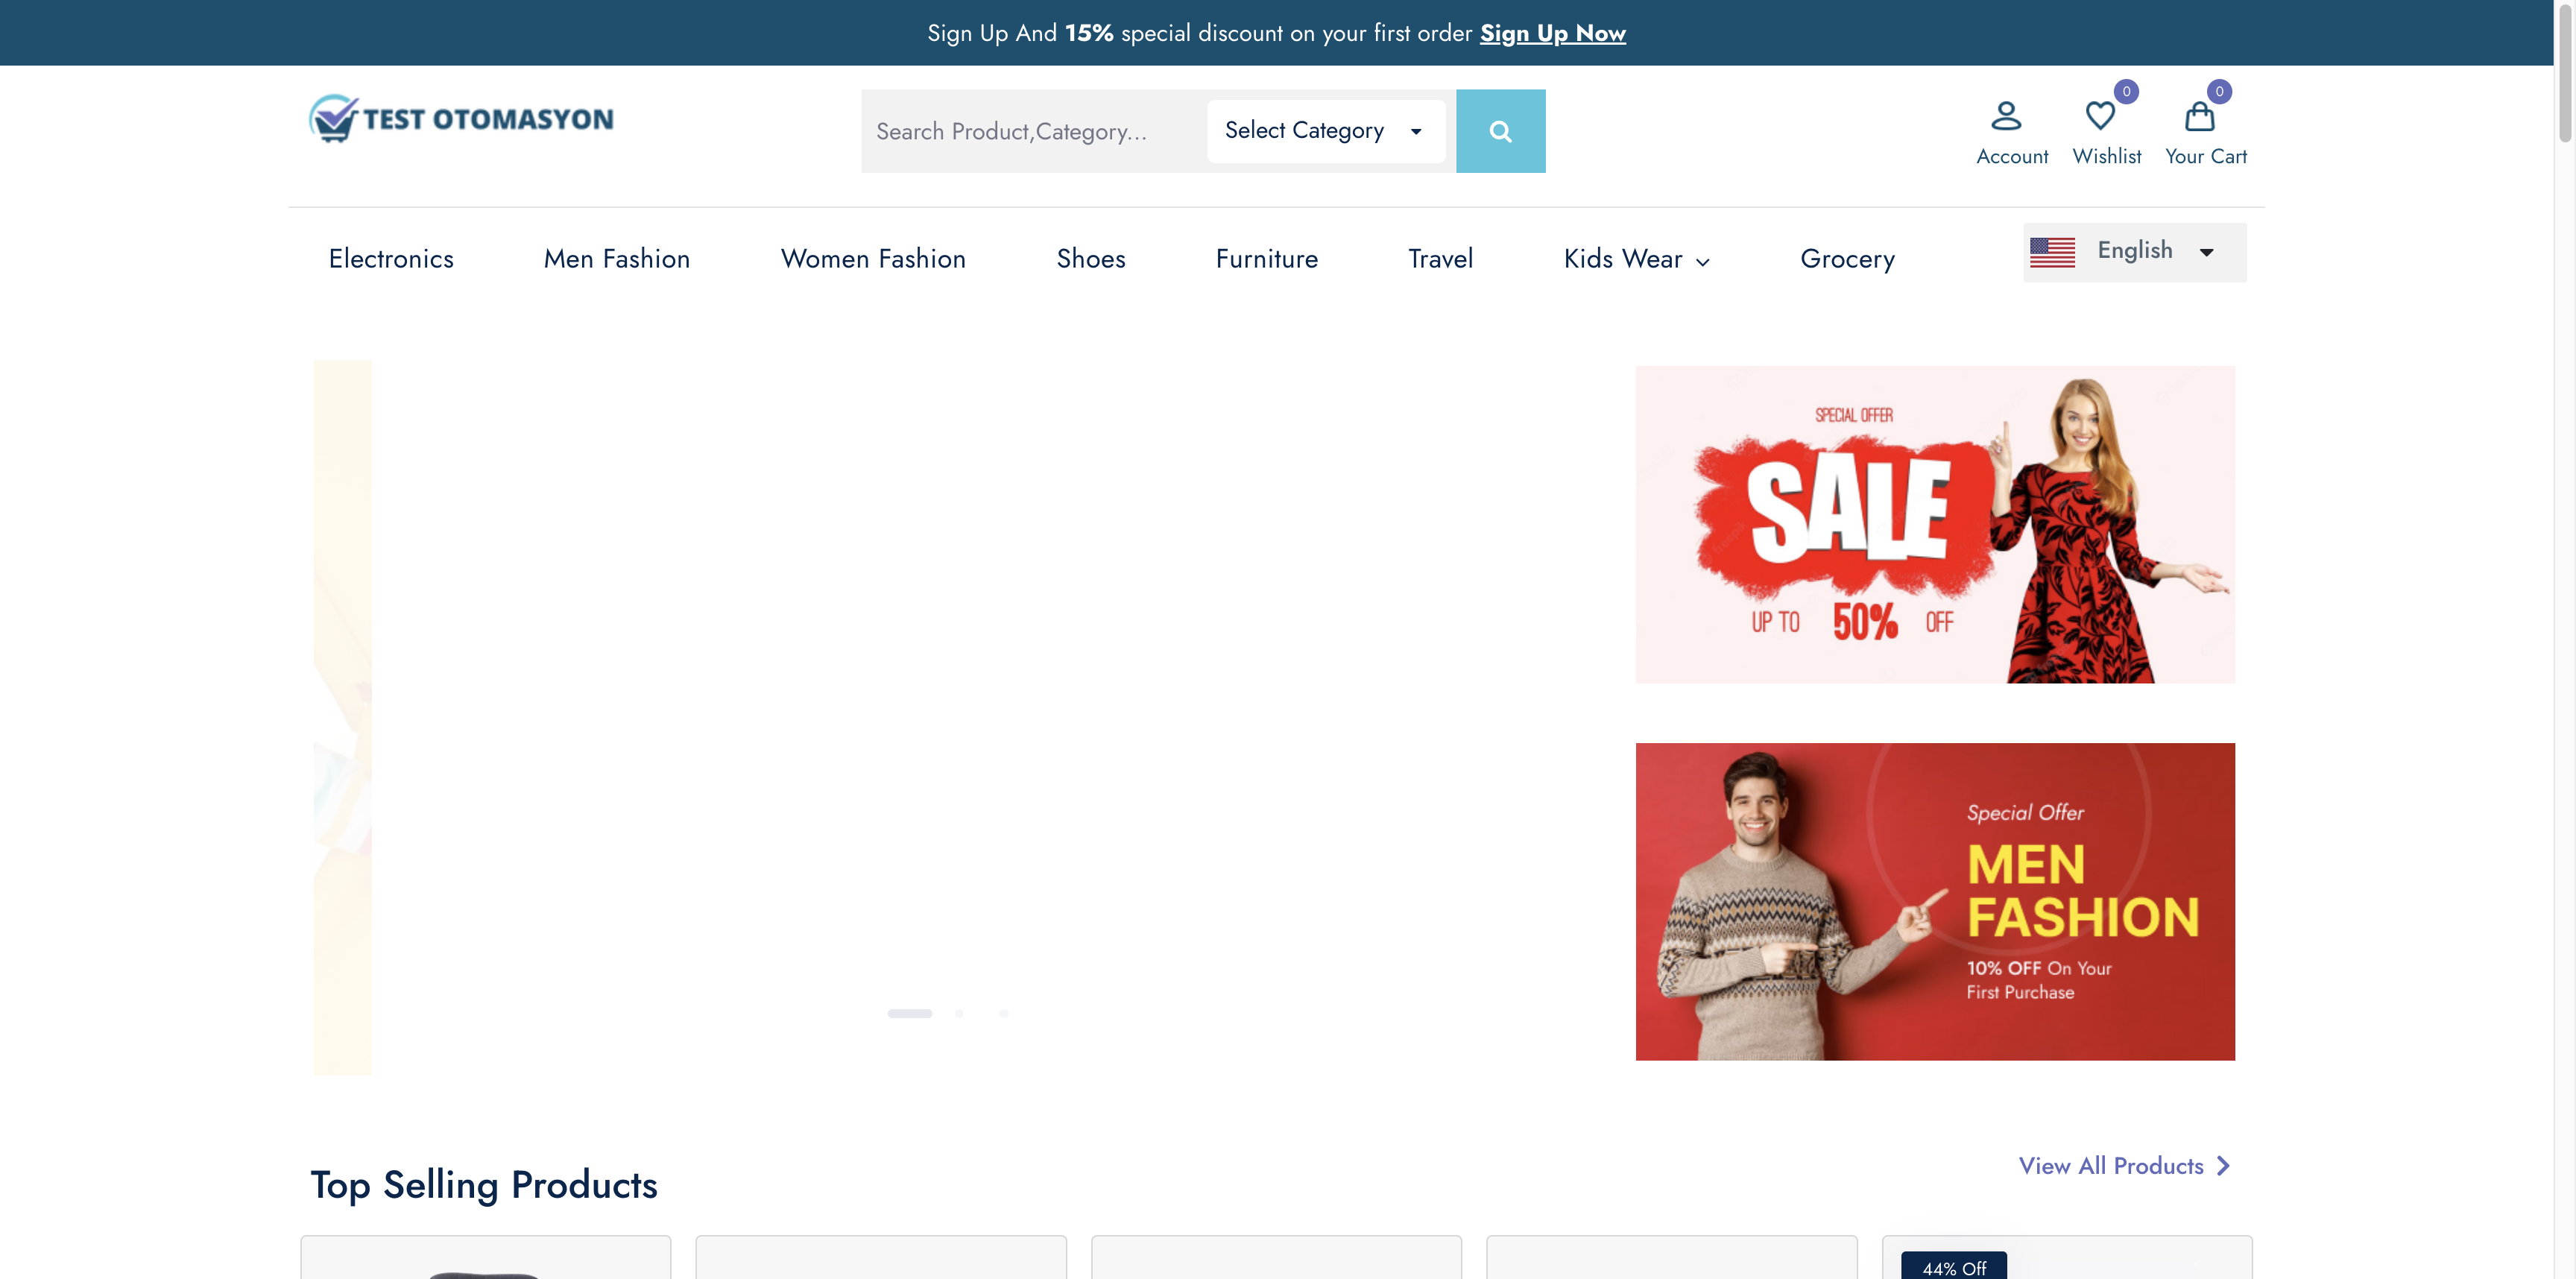 Sign Up And 15% special discount on your first order Sign Up Now
TEST OTOMASYON
Search Product,Category...
Select Category
0
0
Account
Wishlist
Your Cart
Electronics
Men Fashion
Women Fashion
Shoes
Furniture
Travel
Kids Wear
Grocery
English
SPECIAL OFFER
SALE
UP TO 50% OFF
Special Offer
MEN
FASHION
10% OFF On Your
First Purchase
Top Selling Products
View All Products
44% Off